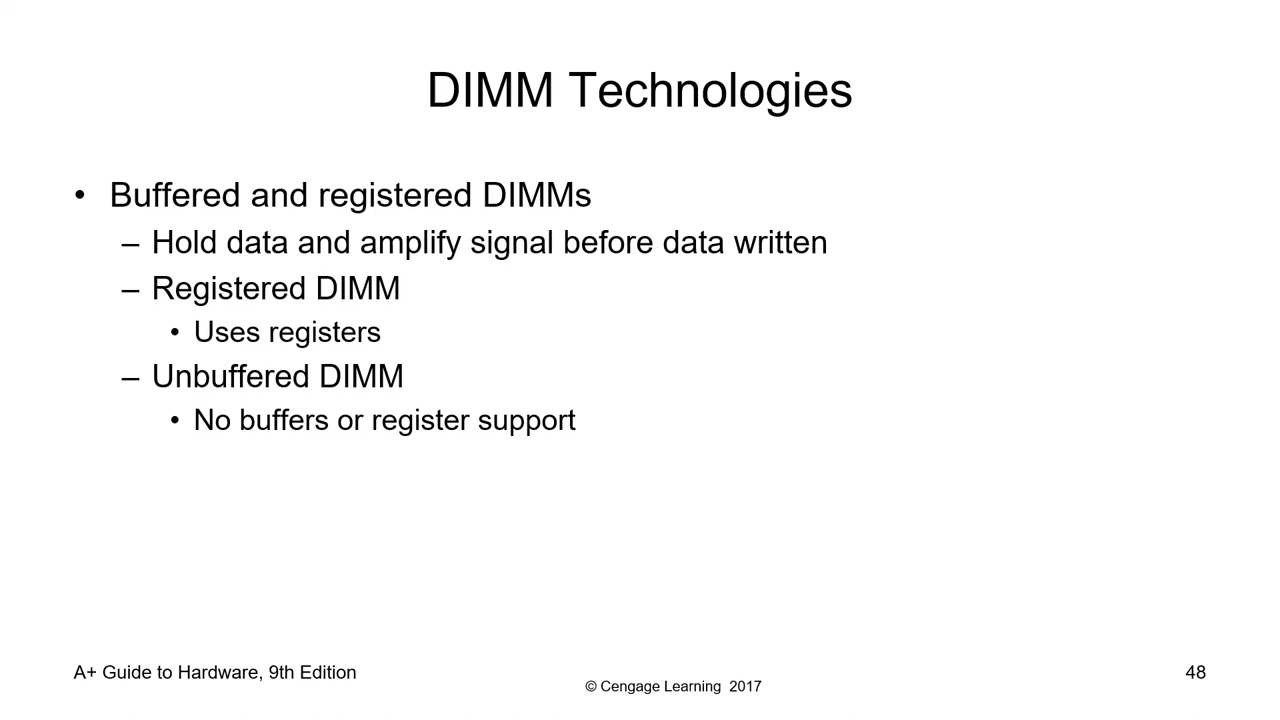 DIMM Technologies
• Buffered and registered DIMMs
– Hold data and amplify signal before data written
– Registered DIMM
• Uses registers
– Unbuffered DIMM
• No buffers or register support
A+ Guide to Hardware, 9th Edition
© Cengage Learning 2017
48